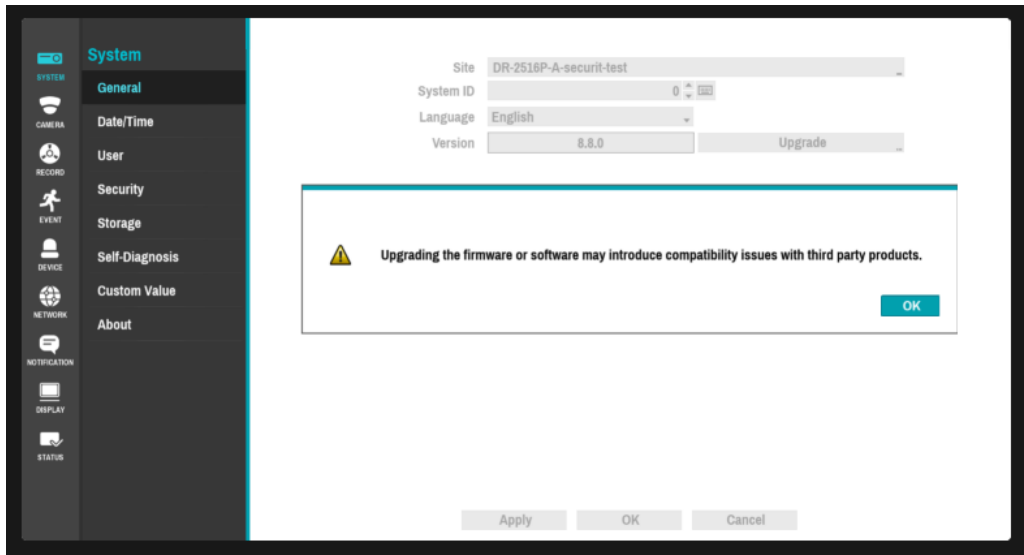 SYSTEM
CAMERA
RECORD
EVENT
DEVICE
NETWORK
NOTIFICATION
DISPLAY
STATUS
System
General
Date/Time
User
Security
Storage
Self-Diagnosis
Custom Value
About
Site DR-2516P-A-securit-test ...
System ID 0
Language English
Version 8.8.0 Upgrade ...
Upgrading the firmware or software may introduce compatibility issues with third party products.
OK
Apply OK Cancel